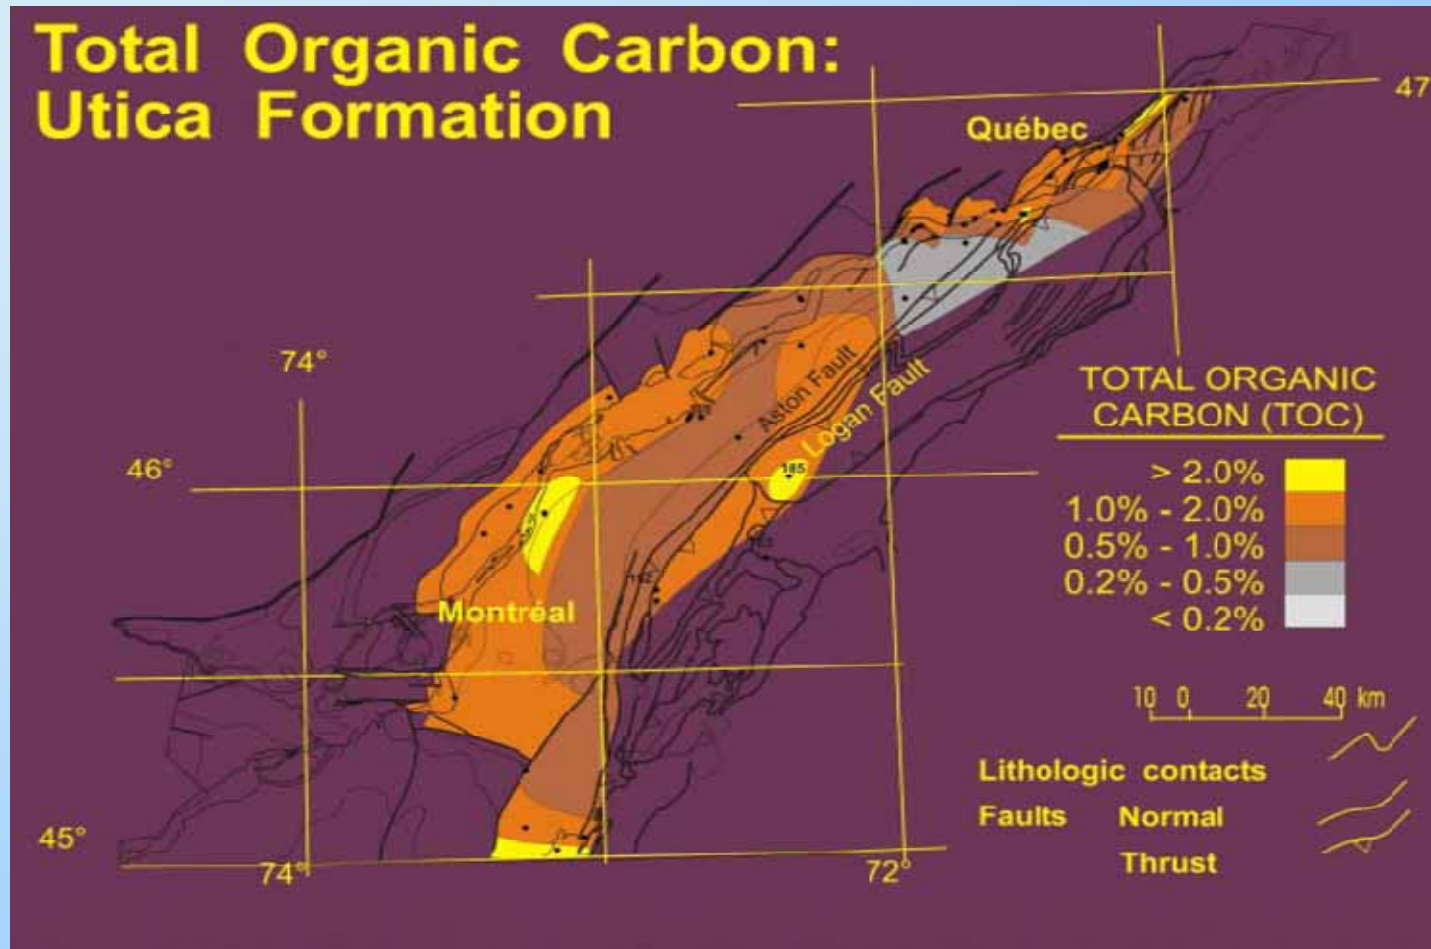 Total Organic Carbon:
Utica Formation
47
Québec
74°
Aston Fault
Logan Fault
TOTAL ORGANIC
CARBON (TOC)
46°
185
> 2.0%
1.0% - 2.0%
0.5% - 1.0%
0.2% - 0.5%
< 0.2%
Montréal
10 0 20 40 km
Lithologic contacts
Faults Normal
Thrust
45°
74°
72°